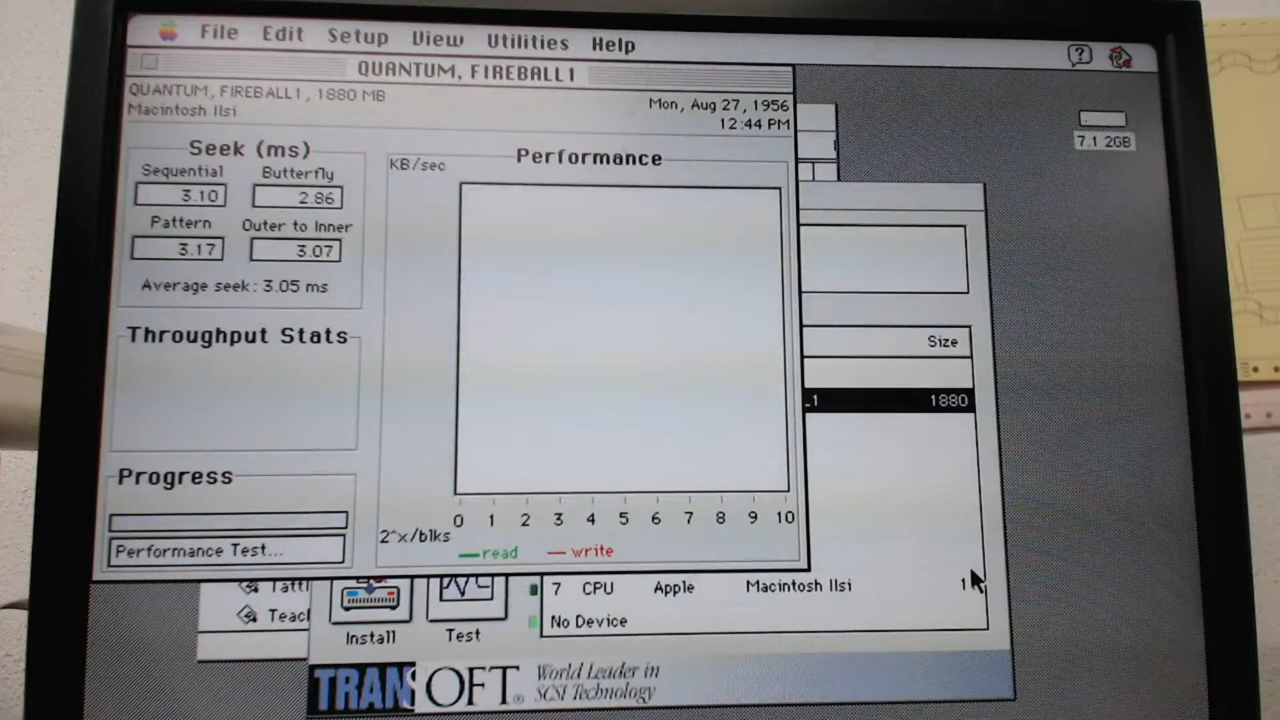 File Edit Setup View Utilities Help
QUANTUM, FIREBALL1
QUANTUM, FIREBALL1, 1880 MB
Macintosh IIsi
Mon, Aug 27, 1956
12:44 PM
Seek (ms)
Sequential Butterfly
3.10 2.86
Pattern Outer to Inner
3.17 3.07
Average seek: 3.05 ms
Throughput Stats
Progress
Performance Test...
Performance
KB/sec
0 1 2 3 4 5 6 7 8 9 10
2^x/blks
read write
7.1 2GB
Size
1 1880
7 CPU Apple Macintosh IIsi 1
No Device
Install Test
TRANSOFT®
World Leader in
SCSI Technology